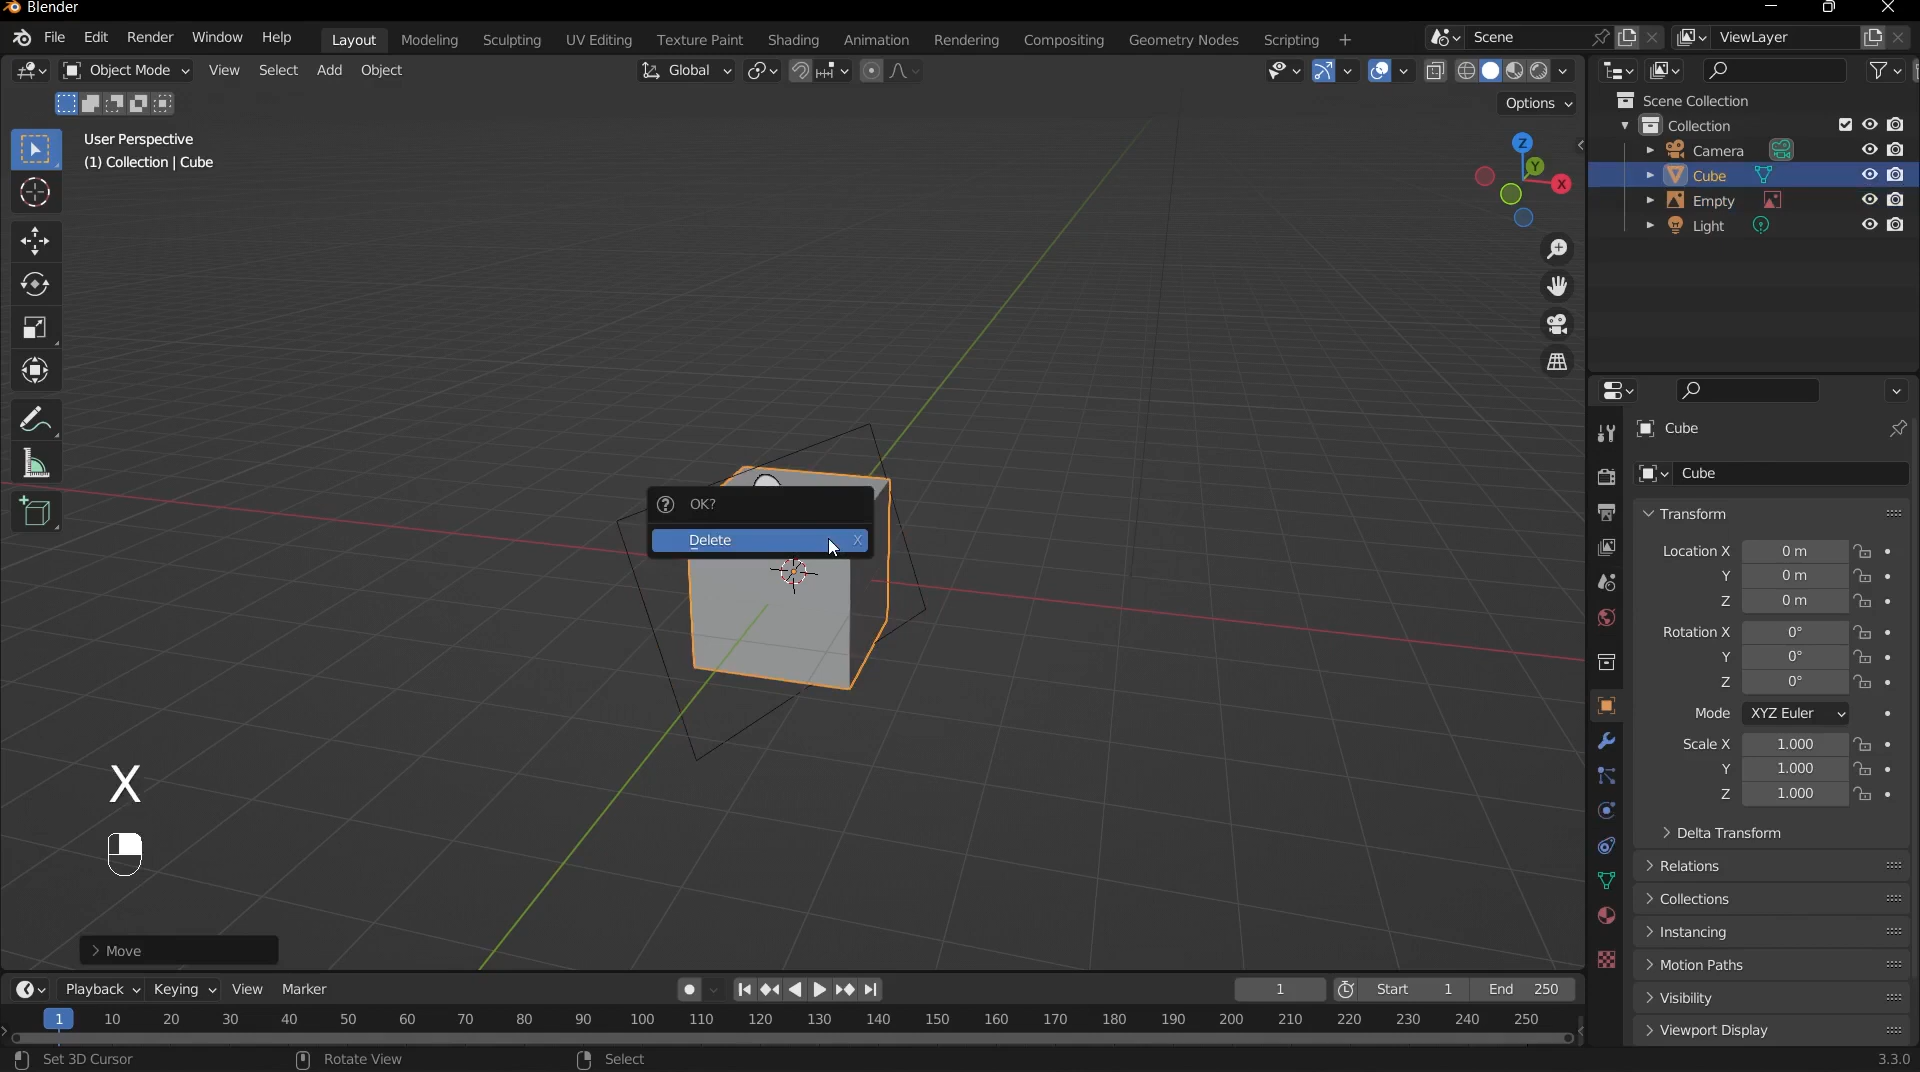 Blender
File Edit Render Window Help Layout Modeling Sculpting UV Editing Texture Paint Shading Animation Rendering Compositing Geometry Nodes Scripting + Scene ViewLayer
Object Mode View Select Add Object Global
Options
User Perspective
(1) Collection | Cube
Z
Y
X
Scene Collection
Collection
Camera
Cube
Empty
Light
OK?
Delete X
X
Move
Cube
Cube
Transform
Location X 0 m
Y 0 m
Z 0 m
Rotation X 0°
Y 0°
Z 0°
Mode XYZ Euler
Scale X 1.000
Y 1.000
Z 1.000
Delta Transform
Relations
Collections
Instancing
Motion Paths
Visibility
Viewport Display
Playback Keying View Marker 1 Start 1 End 250
1 10 20 30 40 50 60 70 80 90 100 110 120 130 140 150 160 170 180 190 200 210 220 230 240 250
Set 3D Cursor Rotate View Select 3.3.0